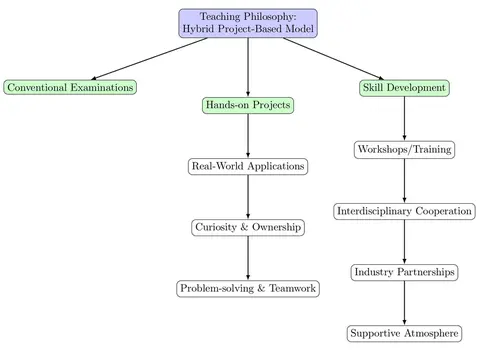 Teaching Philosophy:
Hybrid Project-Based Model
Conventional Examinations
Hands-on Projects
Skill Development
Real-World Applications
Curiosity & Ownership
Problem-solving & Teamwork
Workshops/Training
Interdisciplinary Cooperation
Industry Partnerships
Supportive Atmosphere